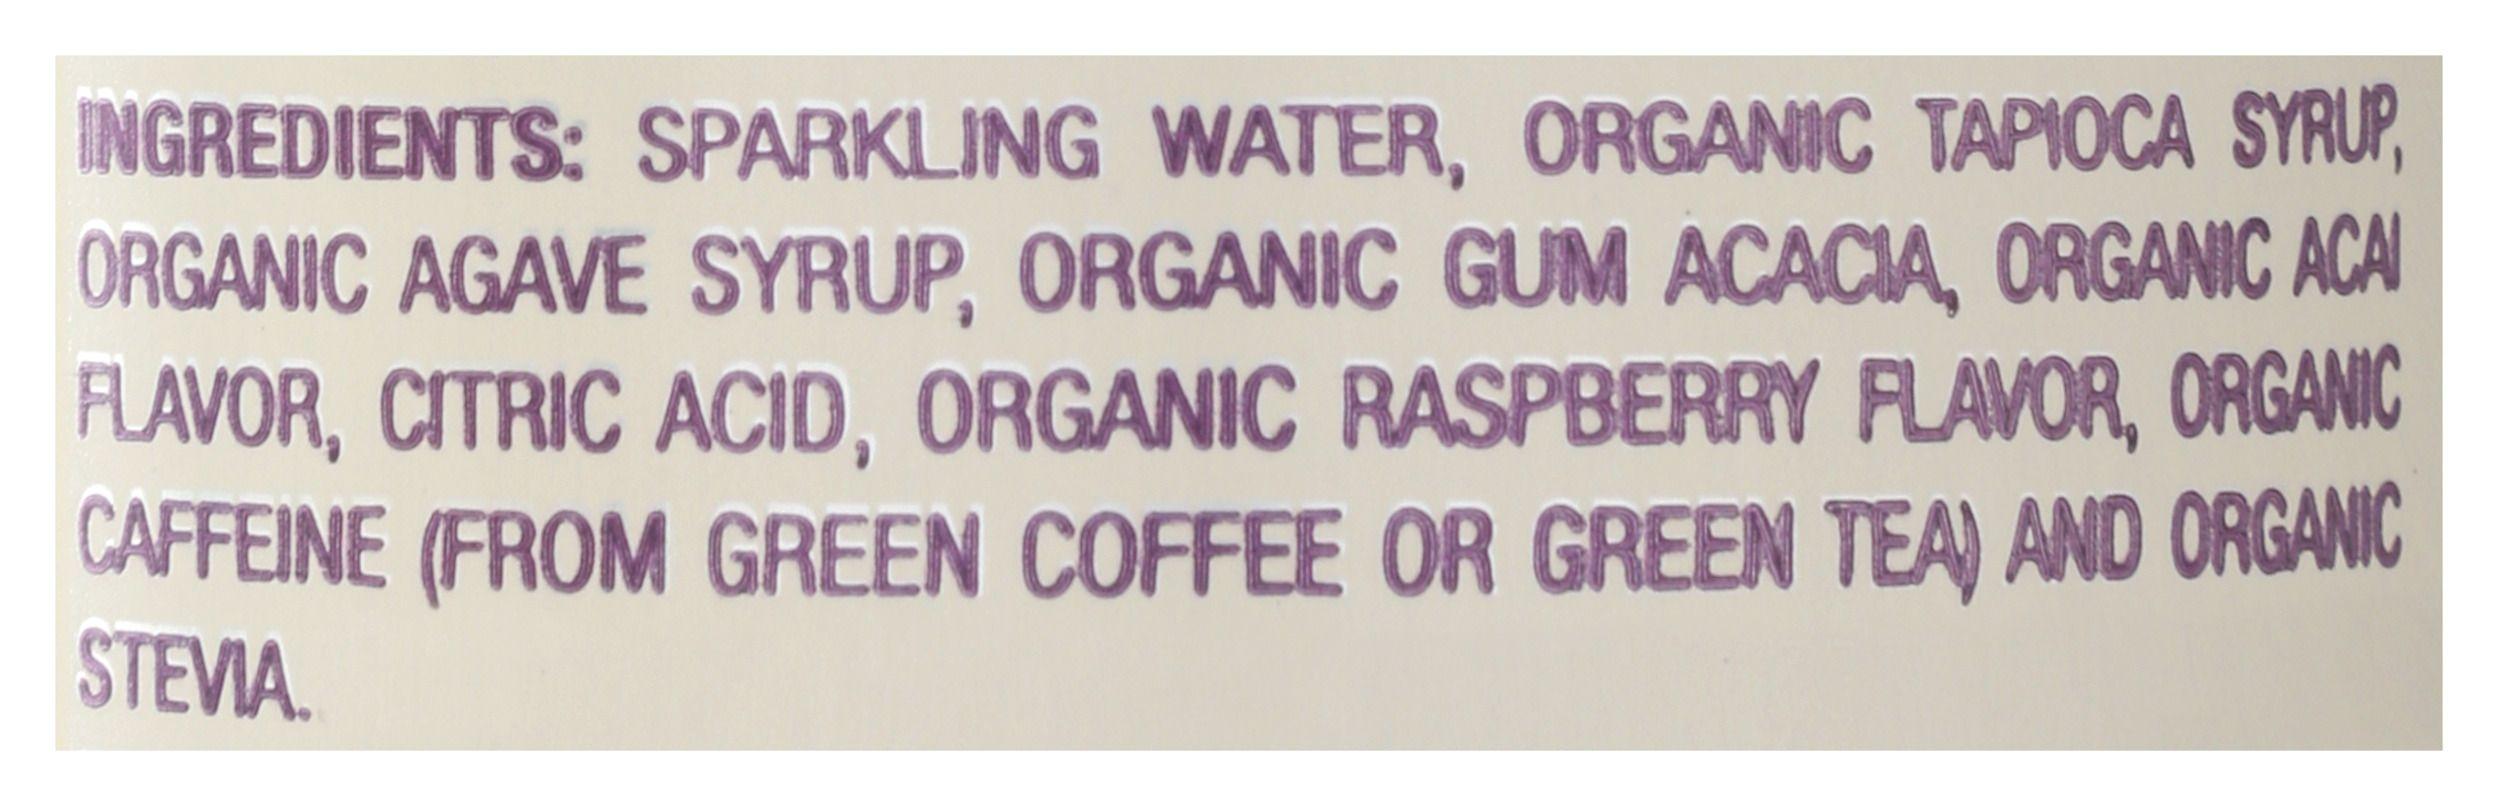 INGREDIENTS: SPARKLING WATER, ORGANIC TAPIOCA SYRUP,
ORGANIC AGAVE SYRUP, ORGANIC GUM ACACIA, ORGANIC ACAI
FLAVOR, CITRIC ACID, ORGANIC RASPBERRY FLAVOR, ORGANIC
CAFFEINE (FROM GREEN COFFEE OR GREEN TEA) AND ORGANIC
STEVIA.